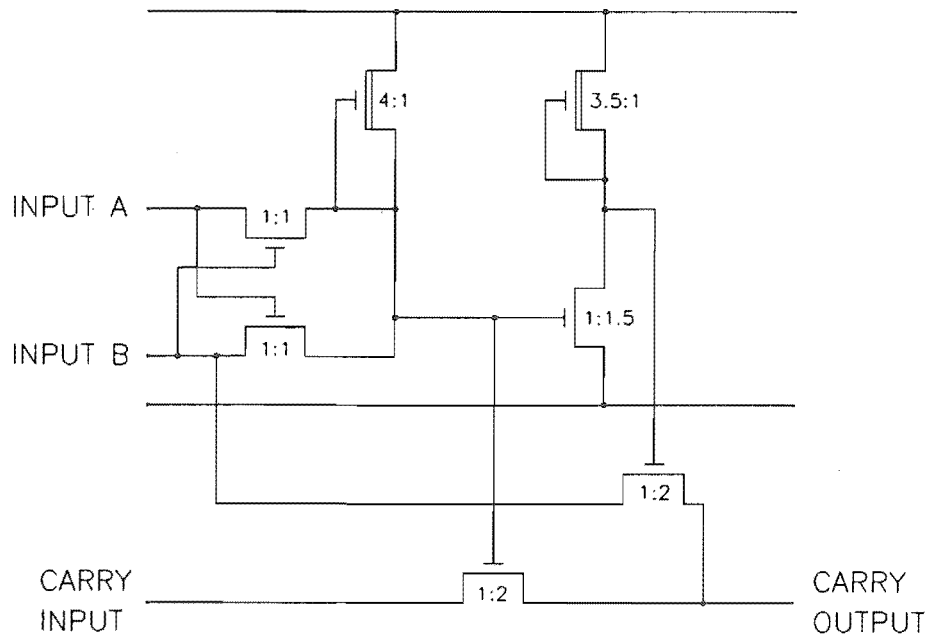 4:1
3.5:1
INPUT A
1:1
1:1.5
INPUT B
1:1
1:2
CARRY
INPUT
1:2
CARRY
OUTPUT